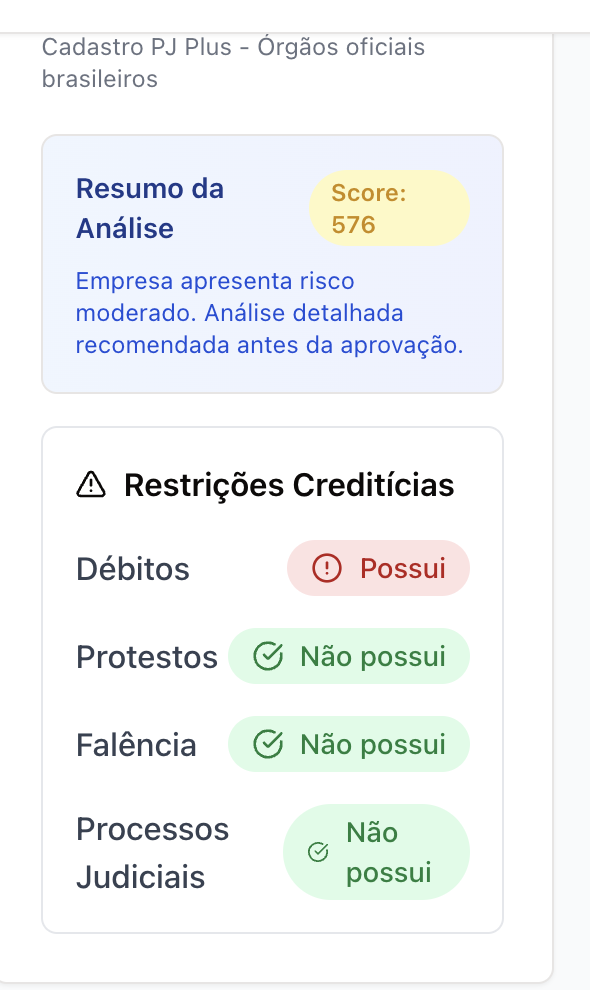 Cadastro PJ Plus - Órgãos oficiais
brasileiros
Resumo da
Análise
Score:
576
Empresa apresenta risco
moderado. Análise detalhada
recomendada antes da aprovação.
Restrições Creditícias
Débitos
Possui
Protestos
Não possui
Falência
Não possui
Processos
Judiciais
Não
possui